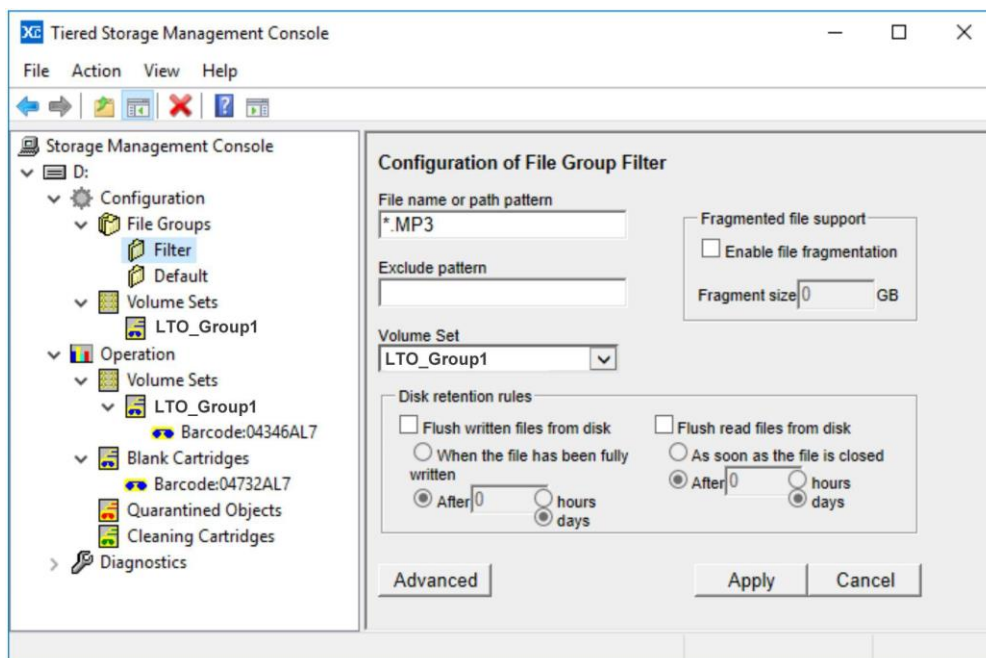 Tiered Storage Management Console
File Action View Help
Storage Management Console
D:
Configuration
File Groups
Filter
Default
Volume Sets
LTO_Group1
Operation
Volume Sets
LTO_Group1
Barcode:04346AL7
Blank Cartridges
Barcode:04732AL7
Quarantined Objects
Cleaning Cartridges
Diagnostics
Configuration of File Group Filter
File name or path pattern
*.MP3
Exclude pattern
Volume Set
LTO_Group1
Fragmented file support
Enable file fragmentation
Fragment size 0 GB
Disk retention rules
Flush written files from disk
When the file has been fully
written
After 0 hours
days
Flush read files from disk
As soon as the file is closed
After 0 hours
days
Advanced
Apply
Cancel